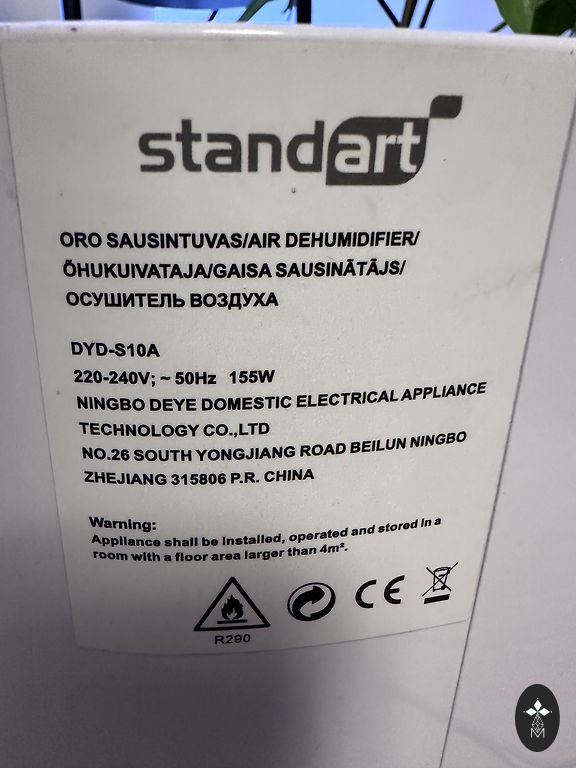 standart
ORO SAUSINTUVAS/AIR DEHUMIDIFIER/
ÕHUKUIVATAJA/GAISA SAUSINĀTĀJS/
ОСУШИТЕЛЬ ВОЗДУХА
DYD-S10A
220-240V; ~ 50Hz 155W
NINGBO DEYE DOMESTIC ELECTRICAL APPLIANCE
TECHNOLOGY CO.,LTD
NO.26 SOUTH YONGJIANG ROAD BEILUN NINGBO
ZHEJIANG 315806 P.R. CHINA
Warning:
Appliance shall be installed, operated and stored in a
room with a floor area larger than 4m².
CE
R290
M